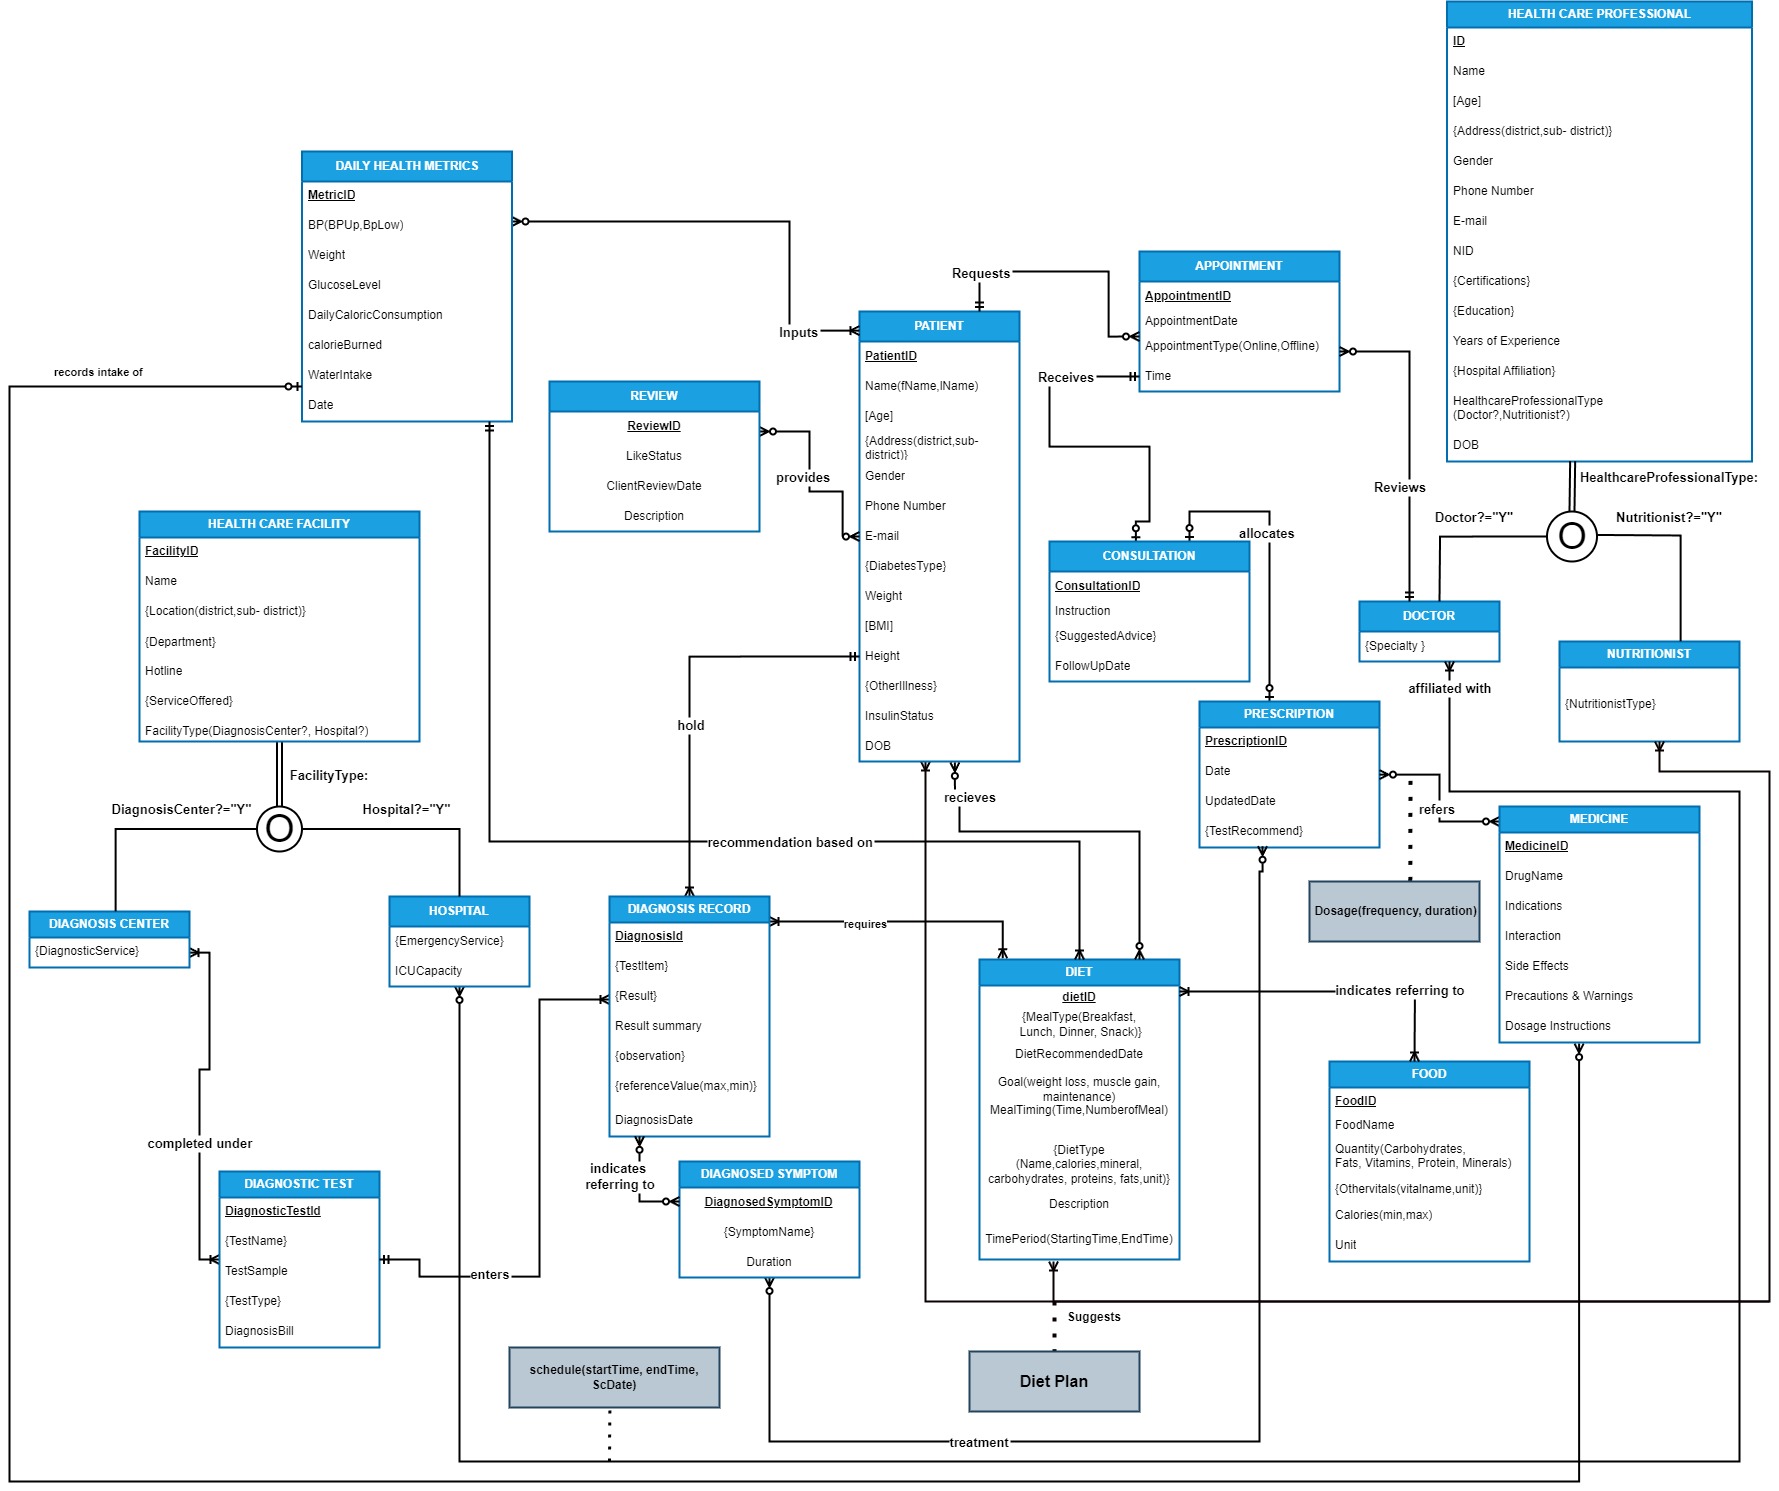 HEALTH CARE PROFESSIONAL
ID
Name
[Age]
{Address(district,sub- district)}
Gender
Phone Number
E-mail
NID
{Certifications}
{Education}
Years of Experience
{Hospital Affiliation}
HealthcareProfessionalType
(Doctor?,Nutritionist?)
DOB
HealthcareProfessionalType:
Doctor?="Y"
Nutritionist?="Y"
O
DAILY HEALTH METRICS
MetricID
BP(BPUp,BpLow)
Weight
GlucoseLevel
DailyCaloricConsumption
calorieBurned
WaterIntake
Date
records intake of
Inputs
Requests
APPOINTMENT
AppointmentID
AppointmentDate
AppointmentType(Online,Offline)
Time
Receives
Reviews
PATIENT
PatientID
Name(fName,lName)
[Age]
{Address(district,sub-
district)}
Gender
Phone Number
E-mail
{DiabetesType}
Weight
[BMI]
Height
{OtherIllness}
InsulinStatus
DOB
REVIEW
ReviewID
LikeStatus
ClientReviewDate
Description
provides
HEALTH CARE FACILITY
FacilityID
Name
{Location(district,sub- district)}
{Department}
Hotline
{ServiceOffered}
FacilityType(DiagnosisCenter?, Hospital?)
FacilityType:
DiagnosisCenter?="Y"
Hospital?="Y"
O
CONSULTATION
ConsultationID
Instruction
{SuggestedAdvice}
FollowUpDate
allocates
DOCTOR
{Specialty }
affiliated with
NUTRITIONIST
{NutritionistType}
PRESCRIPTION
PrescriptionID
Date
UpdatedDate
{TestRecommend}
refers
Dosage(frequency, duration)
MEDICINE
MedicineID
DrugName
Indications
Interaction
Side Effects
Precautions & Warnings
Dosage Instructions
hold
recieves
recommendation based on
DIAGNOSIS CENTER
{DiagnosticService}
HOSPITAL
{EmergencyService}
ICUCapacity
DIAGNOSIS RECORD
DiagnosisId
{TestItem}
{Result}
Result summary
{observation}
{referenceValue(max,min)}
DiagnosisDate
requires
DIET
dietID
{MealType(Breakfast,
Lunch, Dinner, Snack)}
DietRecommendedDate
Goal(weight loss, muscle gain,
maintenance)
MealTiming(Time,NumberofMeal)
{DietType
(Name,calories,mineral,
carbohydrates, proteins, fats,unit)}
Description
TimePeriod(StartingTime,EndTime)
indicates referring to
FOOD
FoodID
FoodName
Quantity(Carbohydrates,
Fats, Vitamins, Protein, Minerals)
{Othervitals(vitalname,unit)}
Calories(min,max)
Unit
completed under
DIAGNOSTIC TEST
DiagnosticTestId
{TestName}
TestSample
{TestType}
DiagnosisBill
enters
indicates
referring to
DIAGNOSED SYMPTOM
DiagnosedSymptomID
{SymptomName}
Duration
Suggests
Diet Plan
schedule(startTime, endTime,
ScDate)
treatment